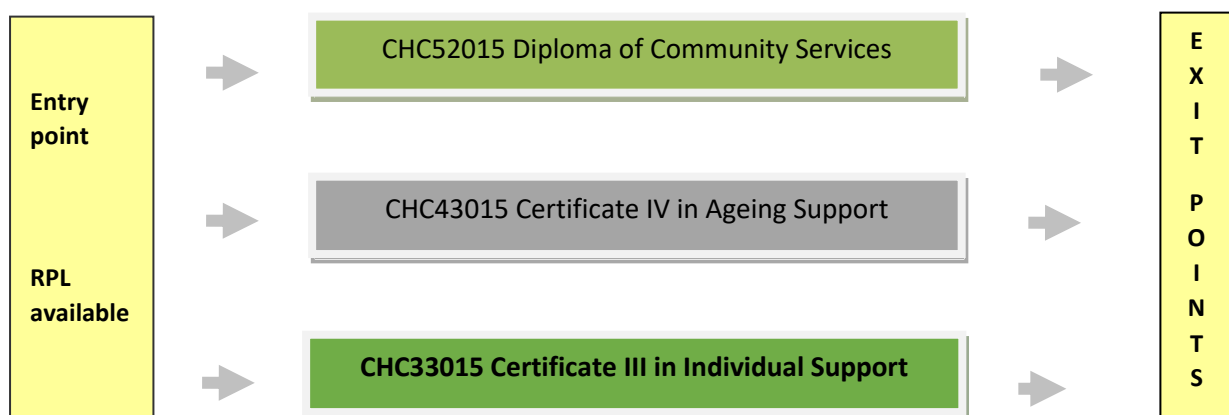 Entry
point
RPL
available
CHC52015 Diploma of Community Services
CHC43015 Certificate IV in Ageing Support
CHC33015 Certificate III in Individual Support
E
X
I
T
P
O
I
N
T
S